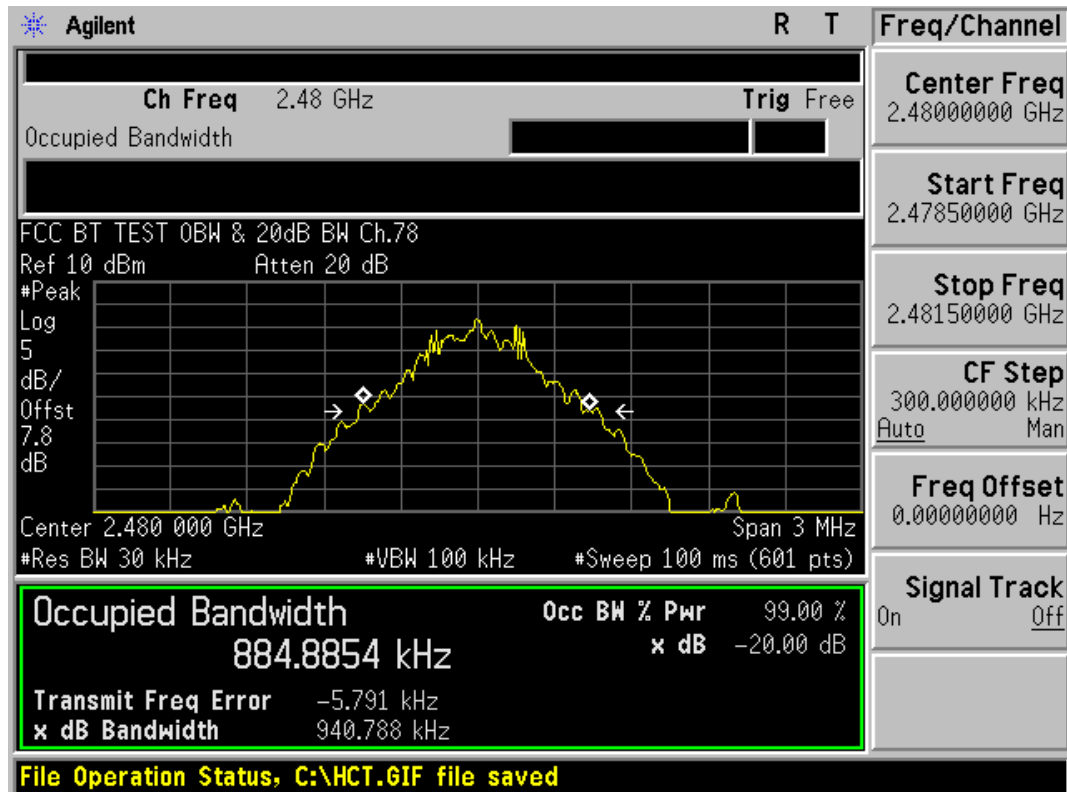 Agilent R T Freq/Channel
Ch Freq 2.48 GHz Trig Free
Occupied Bandwidth
Center Freq
2.48000000 GHz
Start Freq
2.47850000 GHz
Stop Freq
2.48150000 GHz
CF Step
300.000000 kHz
Auto Man
Freq Offset
0.00000000 Hz
Signal Track
On Off
FCC BT TEST OBW & 20dB BW Ch.78
Ref 10 dBm Atten 20 dB
#Peak
Log
5
dB/
Offst
7.8
dB
Center 2.480 000 GHz Span 3 MHz
#Res BW 30 kHz #VBW 100 kHz #Sweep 100 ms (601 pts)
Occupied Bandwidth Occ BW % Pwr 99.00 %
884.8854 kHz x dB -20.00 dB
Transmit Freq Error -5.791 kHz
x dB Bandwidth 940.788 kHz
File Operation Status, C:\HCT.GIF file saved